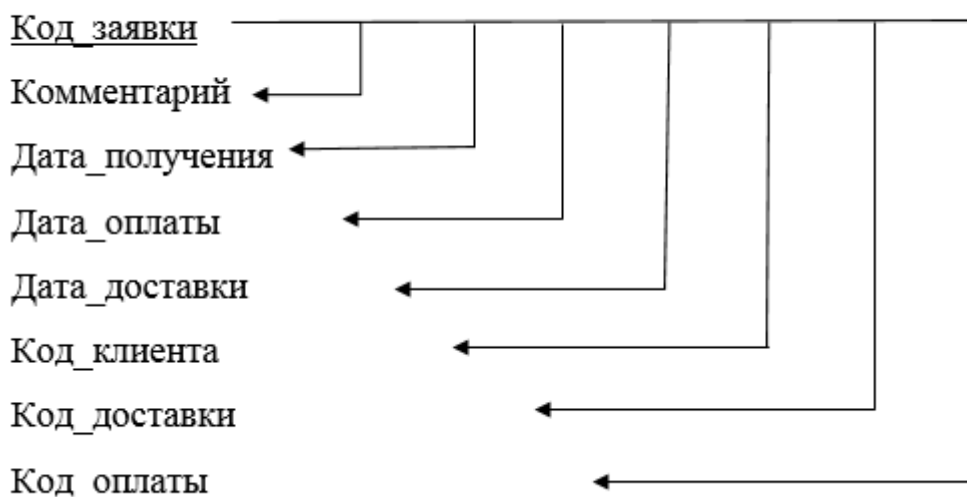 Код_заявки
Комментарий
Дата_получения
Дата_оплаты
Дата_доставки
Код_клиента
Код_доставки
Код_оплаты